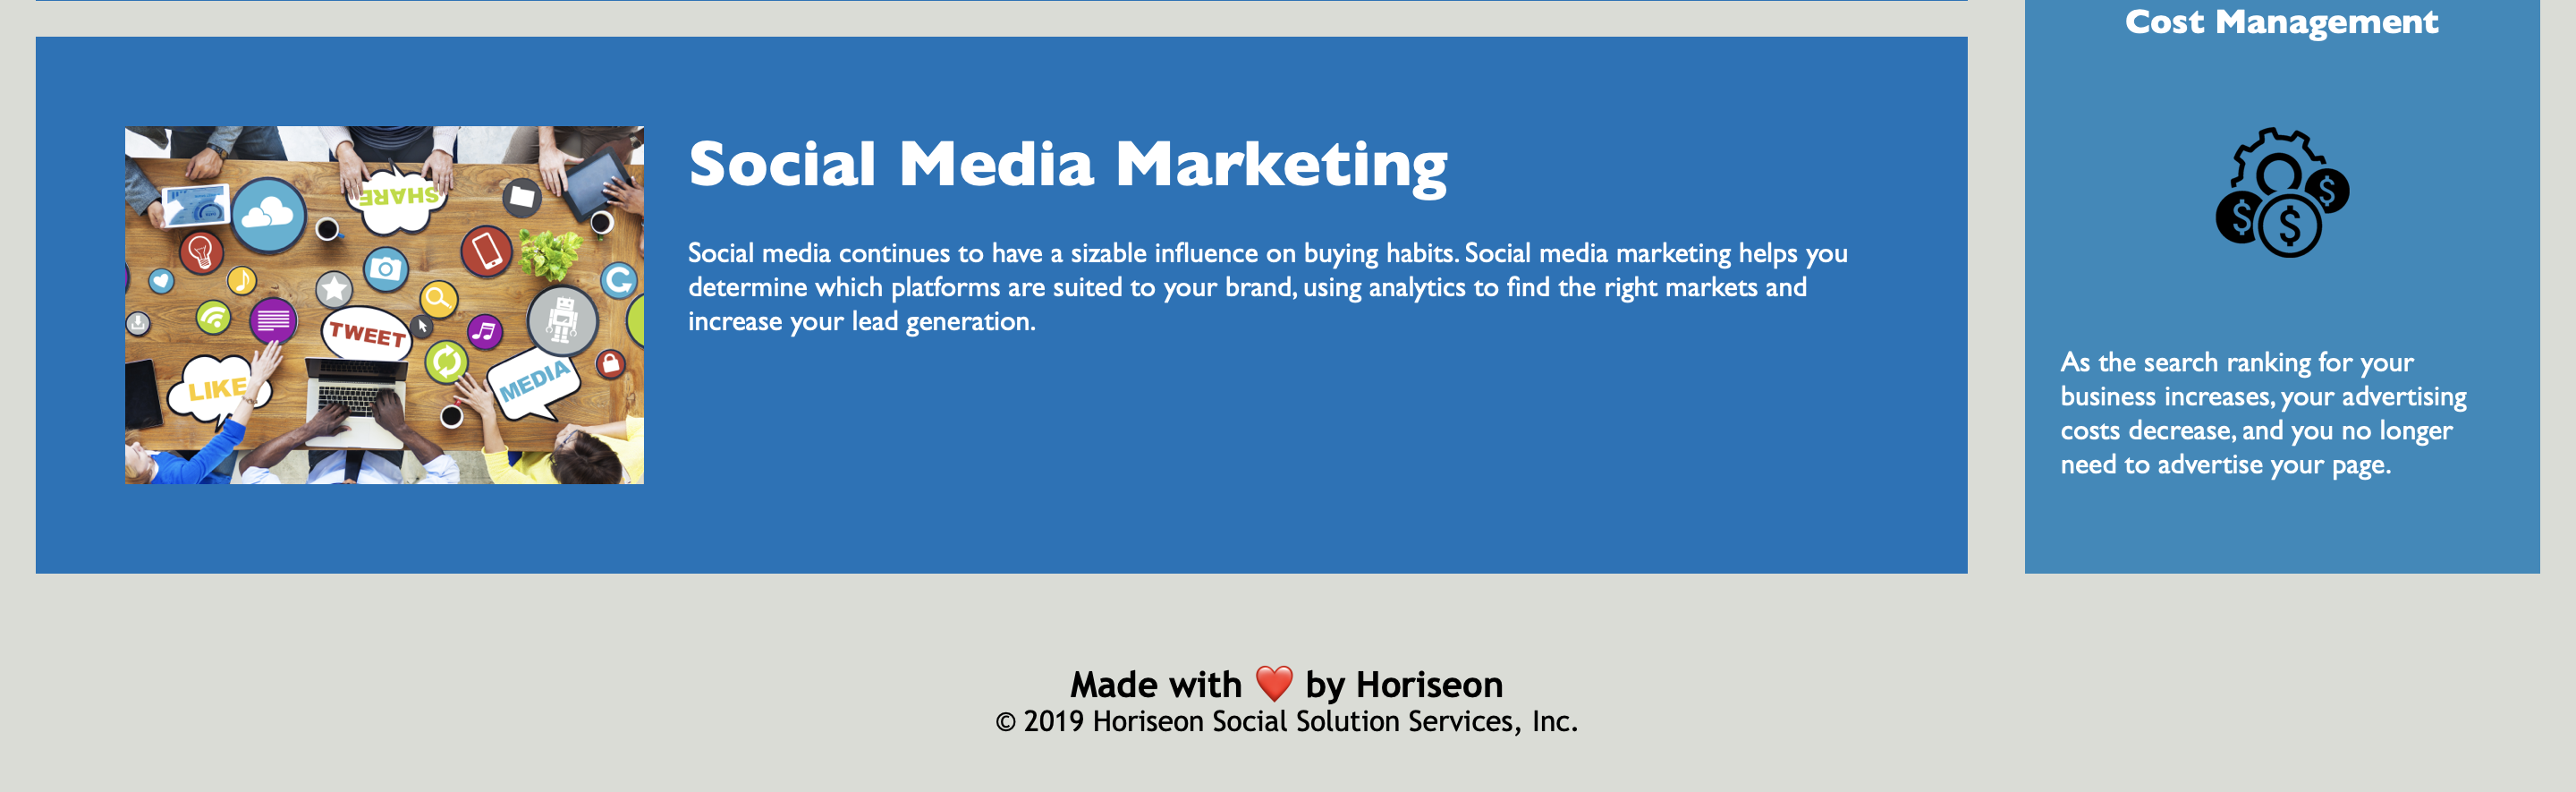 Cost Management
SHARE
TWEET
LIKE
MEDIA
Social Media Marketing
Social media continues to have a sizable influence on buying habits. Social media marketing helps you
determine which platforms are suited to your brand, using analytics to find the right markets and
increase your lead generation.
$ $ $
As the search ranking for your
business increases, your advertising
costs decrease, and you no longer
need to advertise your page.
Made with ❤️ by Horiseon
© 2019 Horiseon Social Solution Services, Inc.